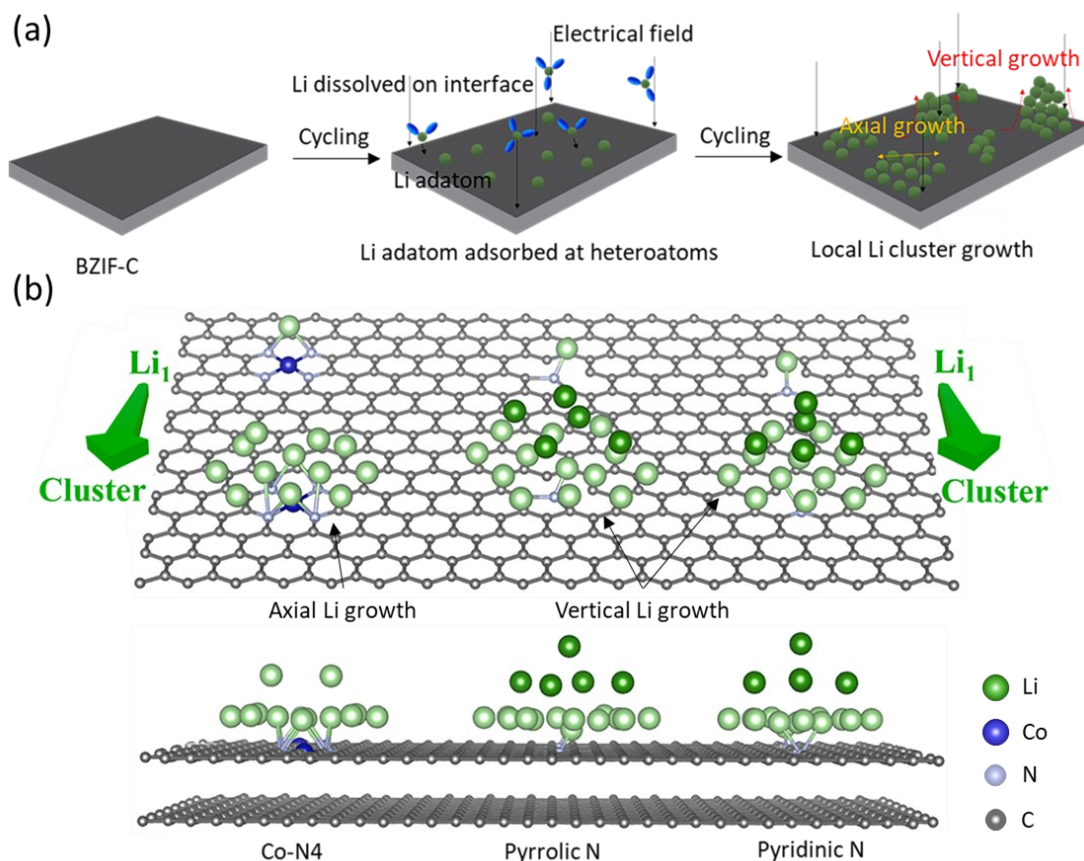 (a)
Electrical field
Li dissolved on interface
Vertical growth
Cycling
Cycling
Axial growth
Li adatom
BZIF-C
Li adatom adsorbed at heteroatoms
Local Li cluster growth
(b)
Li1
Cluster
Li1
Cluster
Axial Li growth
Vertical Li growth
Li
Co
N
C
Co-N4
Pyrrolic N
Pyridinic N